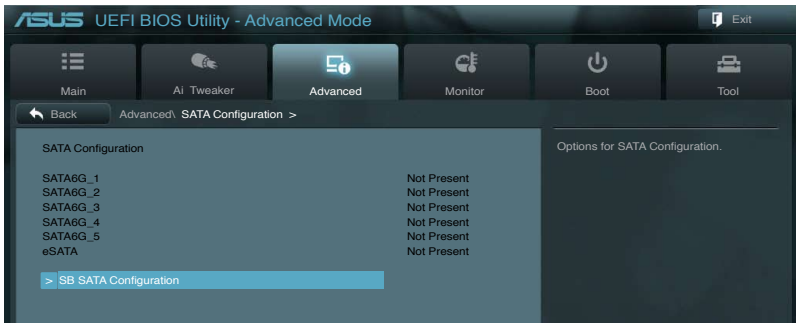 ASUS UEFI BIOS Utility - Advanced Mode
Exit
Main
Ai Tweaker
Advanced
Monitor
Boot
Tool
Back
Advanced\ SATA Configuration >
SATA Configuration
Options for SATA Configuration.
SATA6G_1 Not Present
SATA6G_2 Not Present
SATA6G_3 Not Present
SATA6G_4 Not Present
SATA6G_5 Not Present
eSATA Not Present
> SB SATA Configuration